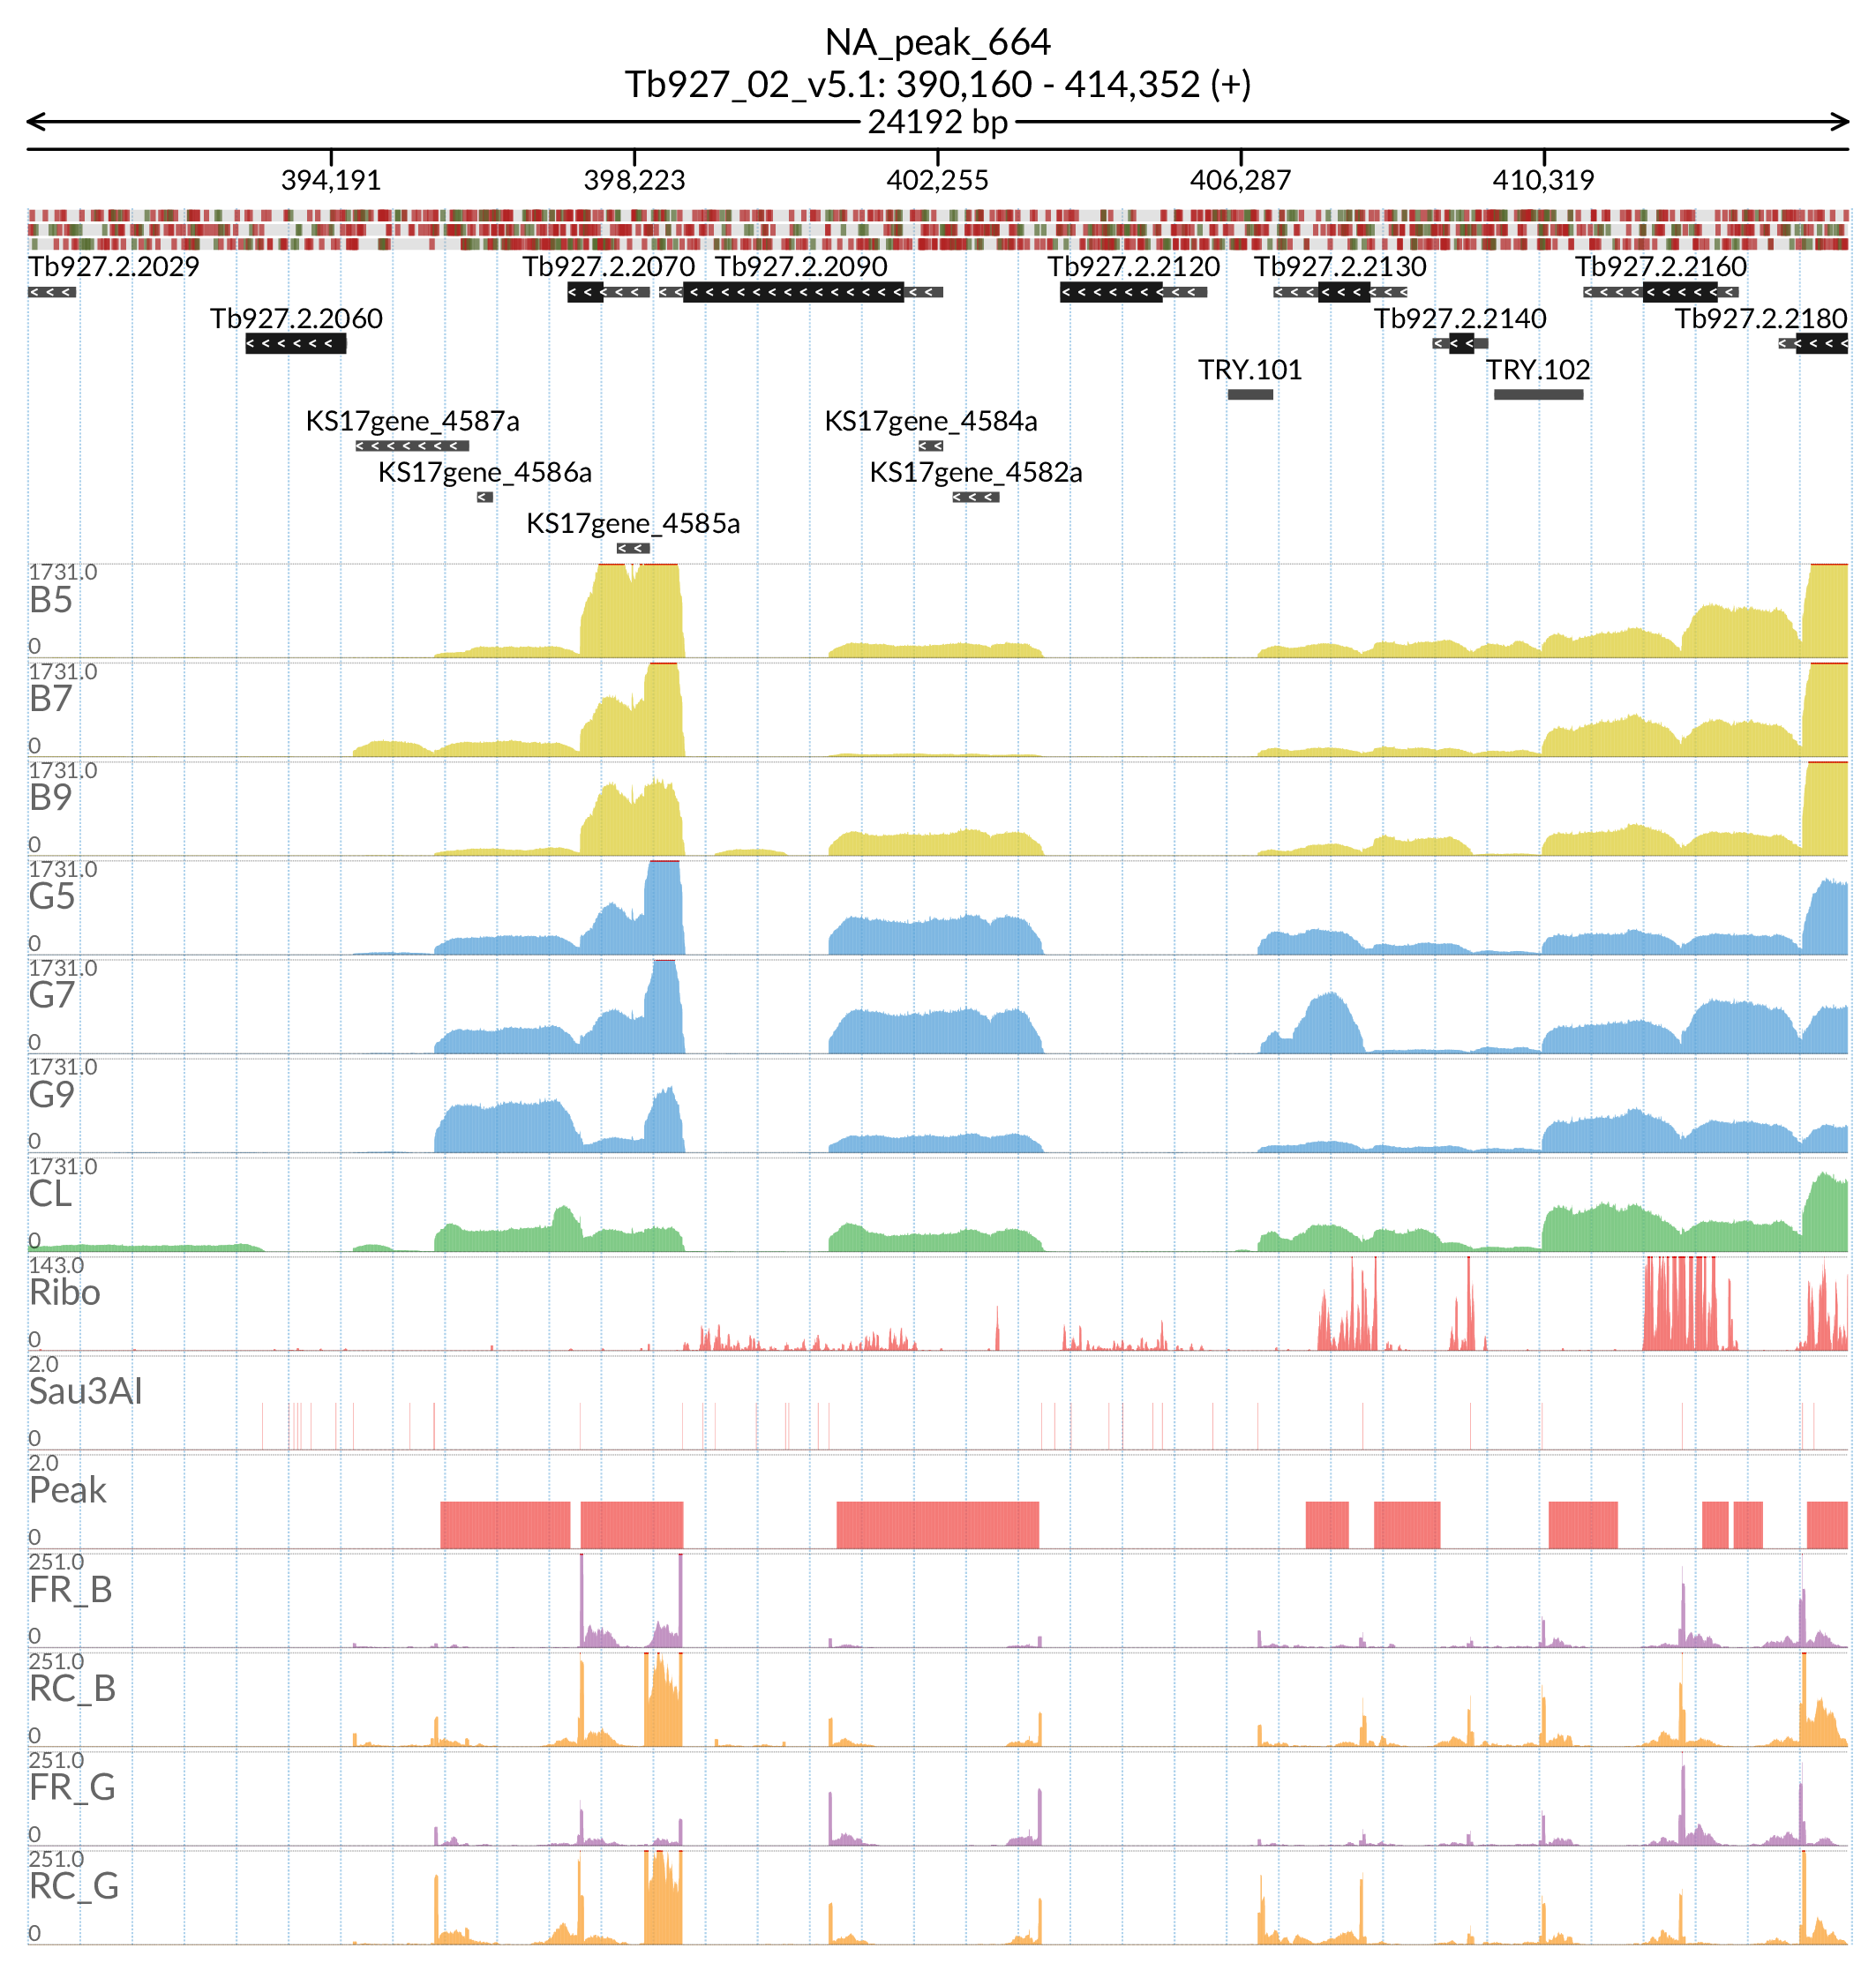 NA_peak_664
Tb927_02_v5.1: 390,160 - 414,352 (+)
24192 bp
394,191 398,223 402,255 406,287 410,319
Tb927.2.2029 Tb927.2.2070 Tb927.2.2090 Tb927.2.2120 Tb927.2.2130 Tb927.2.2160
Tb927.2.2060 Tb927.2.2140 Tb927.2.2180
TRY.101 TRY.102
KS17gene_4587a KS17gene_4584a
KS17gene_4586a KS17gene_4582a
KS17gene_4585a
1731.0
B5
0
1731.0
B7
0
1731.0
B9
0
1731.0
G5
0
1731.0
G7
0
1731.0
G9
0
1731.0
CL
0
143.0
Ribo
0
2.0
Sau3AI
0
2.0
Peak
0
251.0
FR_B
0
251.0
RC_B
0
251.0
FR_G
0
251.0
RC_G
0